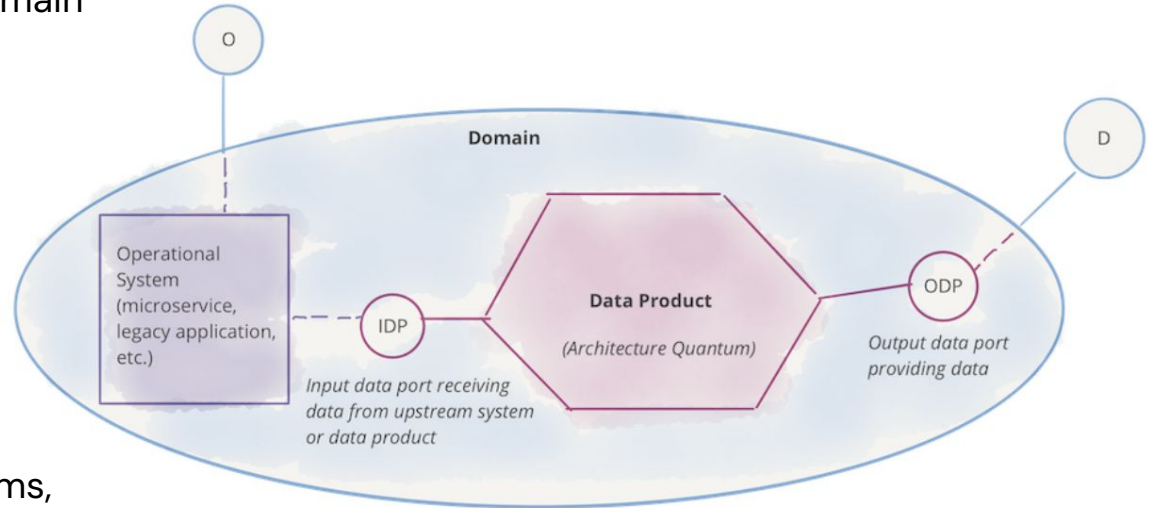 main
O
D
Domain
Operational
System
(microservice,
legacy application,
etc.)
IDP
Input data port receiving
data from upstream system
or data product
Data Product
(Architecture Quantum)
ODP
Output data port
providing data
ms,